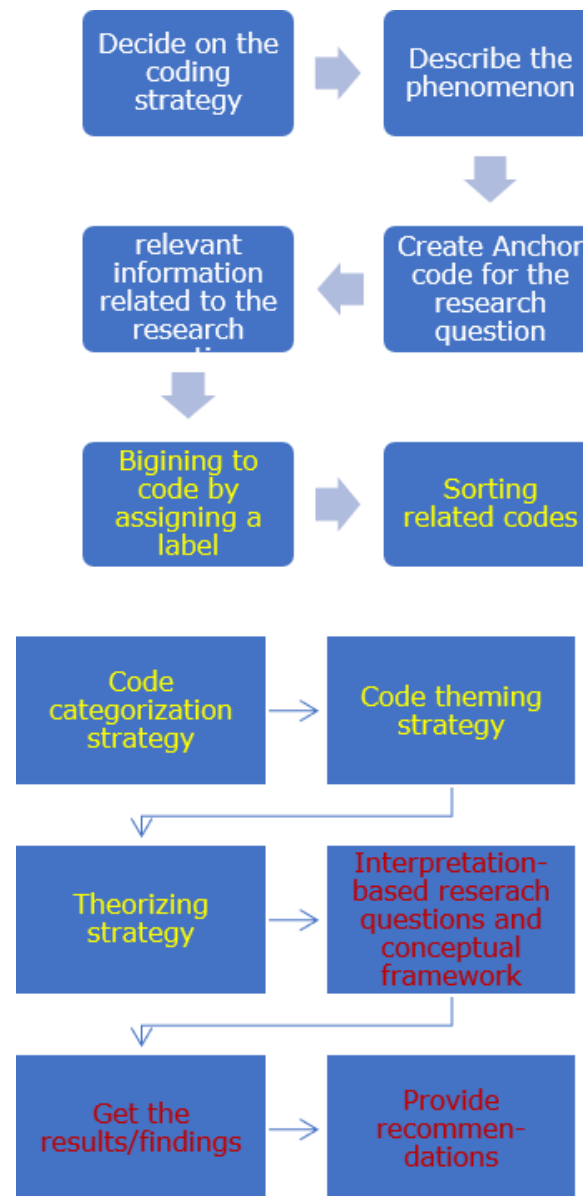 Decide on the
coding
strategy
Describe the
phenomenon
Create Anchor
code for the
research
question
relevant
information
related to the
research
Bigining to
code by
assigning a
label
Sorting
related codes
Code
categorization
strategy
Code theming
strategy
Theorizing
strategy
Interpretation-
based reserach
questions and
conceptual
framework
Get the
results/findings
Provide
recommen-
dations